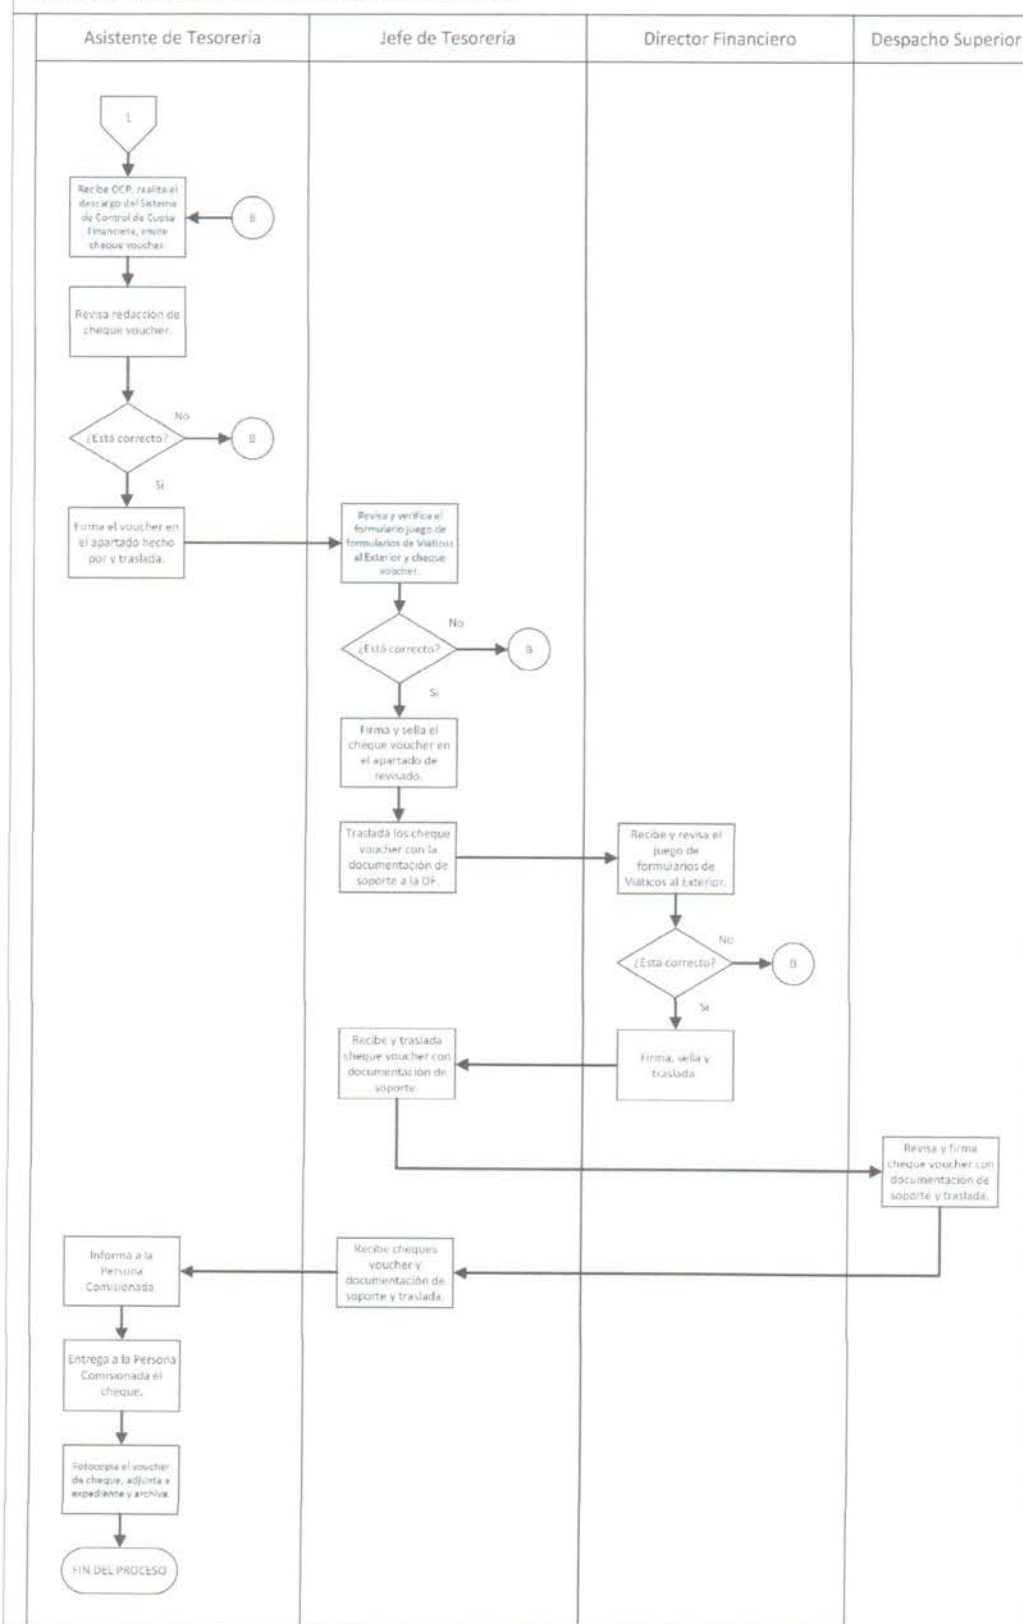 Asistente de Tesorería
Jefe de Tesoreria
Director Financiero
Despacho Superior
1
Recibe OCP, realiza el
descargo del Sistema
de Control de Cuota
Financiera, emite
cheque voucher
B
Revisa redacción de
cheque voucher.
¿Está correcto?
No
B
Si
Firma el voucher en
el apartado hecho
por y traslada.
Revisa y verifica el
formulario juego de
formularios de Viáticos
al Exterior y cheque
voucher.
¿Está correcto?
No
B
Si
Firma y sella el
cheque voucher en
el apartado de
revisado.
Traslada los cheque
voucher con la
documentación de
soporte a la DF.
Recibe y revisa el
juego de
formularios de
Viáticos al Exterior.
¿Está correcto?
No
B
Si
Firma, sella y
traslada
Recibe y traslada
cheque voucher con
documentación de
soporte.
Revisa y firma
cheque voucher con
documentación de
soporte y traslada.
Recibe cheques
voucher y
documentación de
soporte y traslada.
Informa a la
Persona
Comisionada.
Entrega a la Persona
Comisionada el
cheque.
Fotocopia el voucher
de cheque, adjunta a
expediente y archiva.
FIN DEL PROCESO